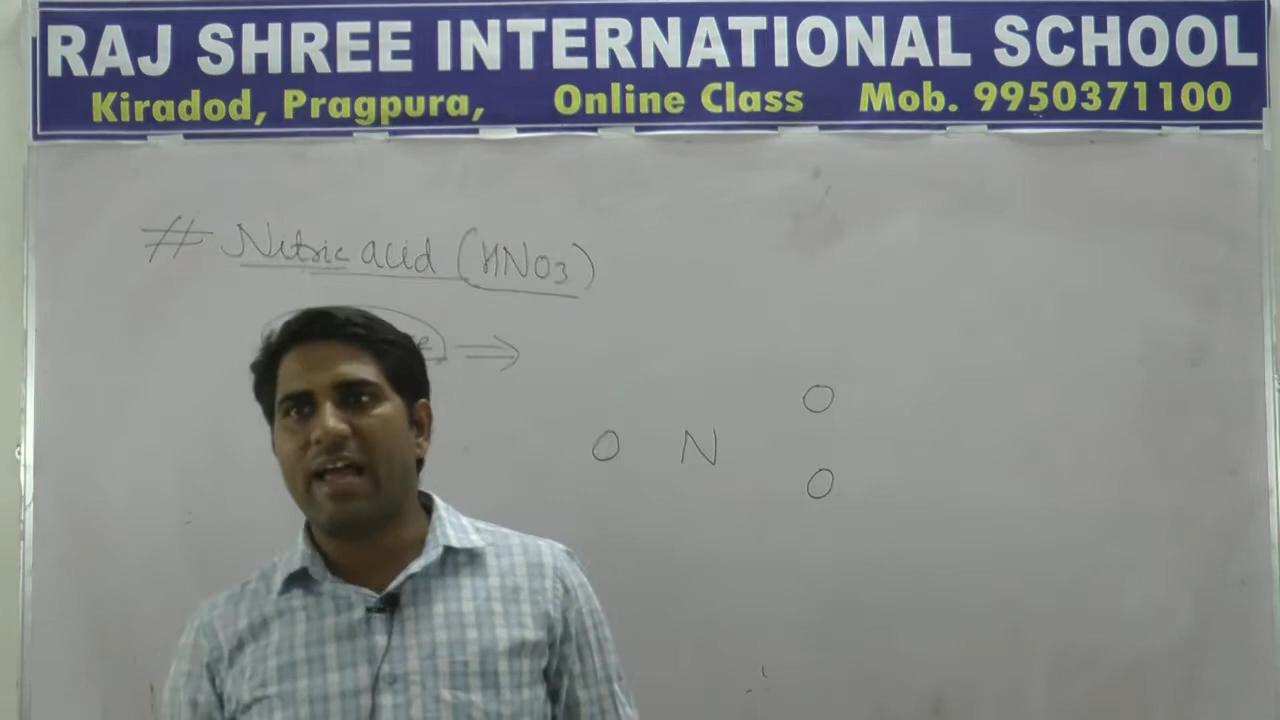 RAJ SHREE INTERNATIONAL SCHOOL
Kiradod, Pragpura, Online Class Mob. 9950371100
# Nitric acid (HNO3)
⇒
O
O N
O